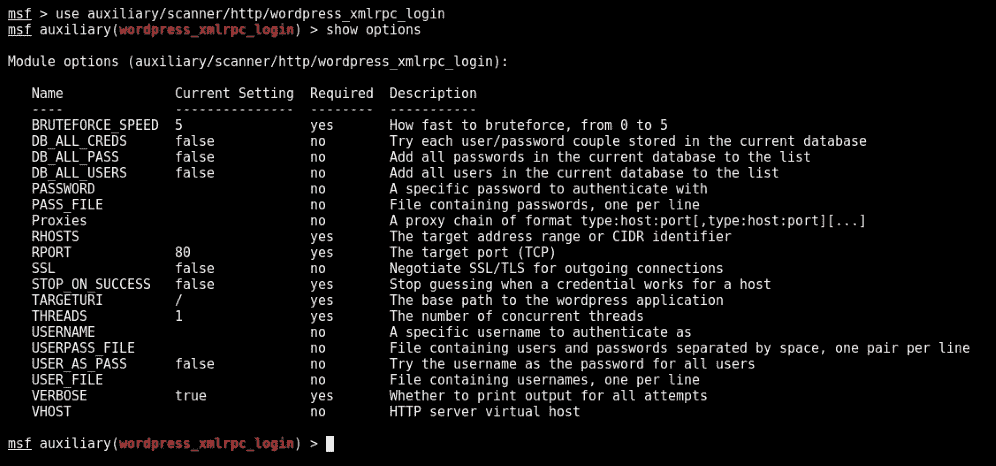 msf > use auxiliary/scanner/http/wordpress_xmlrpc_login
msf auxiliary(wordpress_xmlrpc_login) > show options

Module options (auxiliary/scanner/http/wordpress_xmlrpc_login):

   Name              Current Setting  Required  Description
   ----              ---------------  --------  -----------
   BRUTEFORCE_SPEED  5                yes       How fast to bruteforce, from 0 to 5
   DB_ALL_CREDS      false            no        Try each user/password couple stored in the current database
   DB_ALL_PASS       false            no        Add all passwords in the current database to the list
   DB_ALL_USERS      false            no        Add all users in the current database to the list
   PASSWORD                           no        A specific password to authenticate with
   PASS_FILE                          no        File containing passwords, one per line
   Proxies                            no        A proxy chain of format type:host:port[,type:host:port][...]
   RHOSTS                             yes       The target address range or CIDR identifier
   RPORT             80               yes       The target port (TCP)
   SSL               false            no        Negotiate SSL/TLS for outgoing connections
   STOP_ON_SUCCESS   false            yes       Stop guessing when a credential works for a host
   TARGETURI         /                yes       The base path to the wordpress application
   THREADS           1                yes       The number of concurrent threads
   USERNAME                           no        A specific username to authenticate as
   USERPASS_FILE                      no        File containing users and passwords separated by space, one pair per line
   USER_AS_PASS      false            no        Try the username as the password for all users
   USER_FILE                          no        File containing usernames, one per line
   VERBOSE           true             yes       Whether to print output for all attempts
   VHOST                              no        HTTP server virtual host

msf auxiliary(wordpress_xmlrpc_login) >